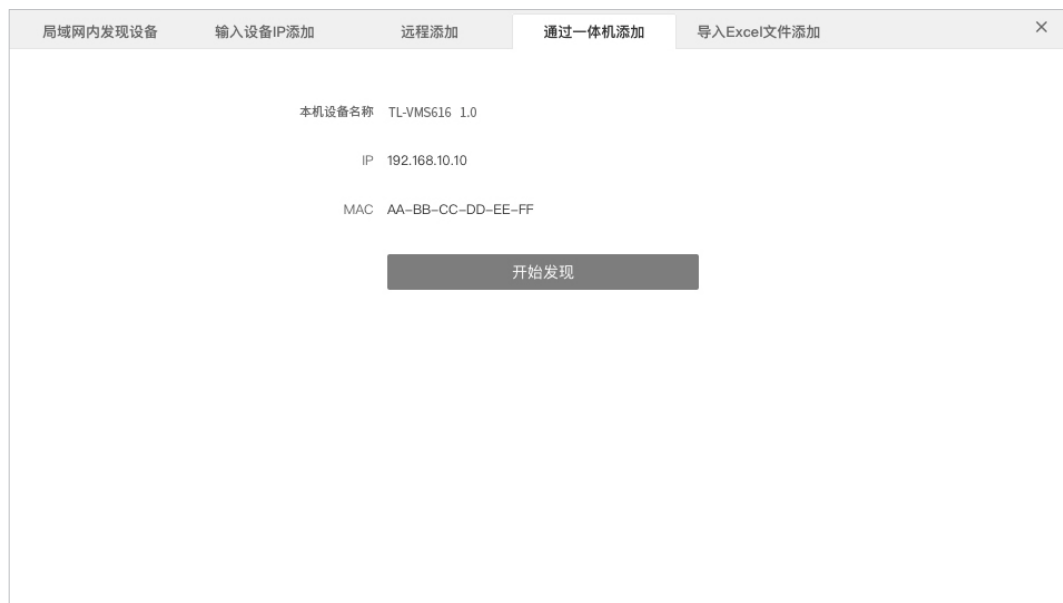 局域网内发现设备 输入设备IP添加 远程添加 通过一体机添加 导入Excel文件添加 ×
本机设备名称 TL-VMS616 1.0
IP 192.168.10.10
MAC AA-BB-CC-DD-EE-FF
开始发现